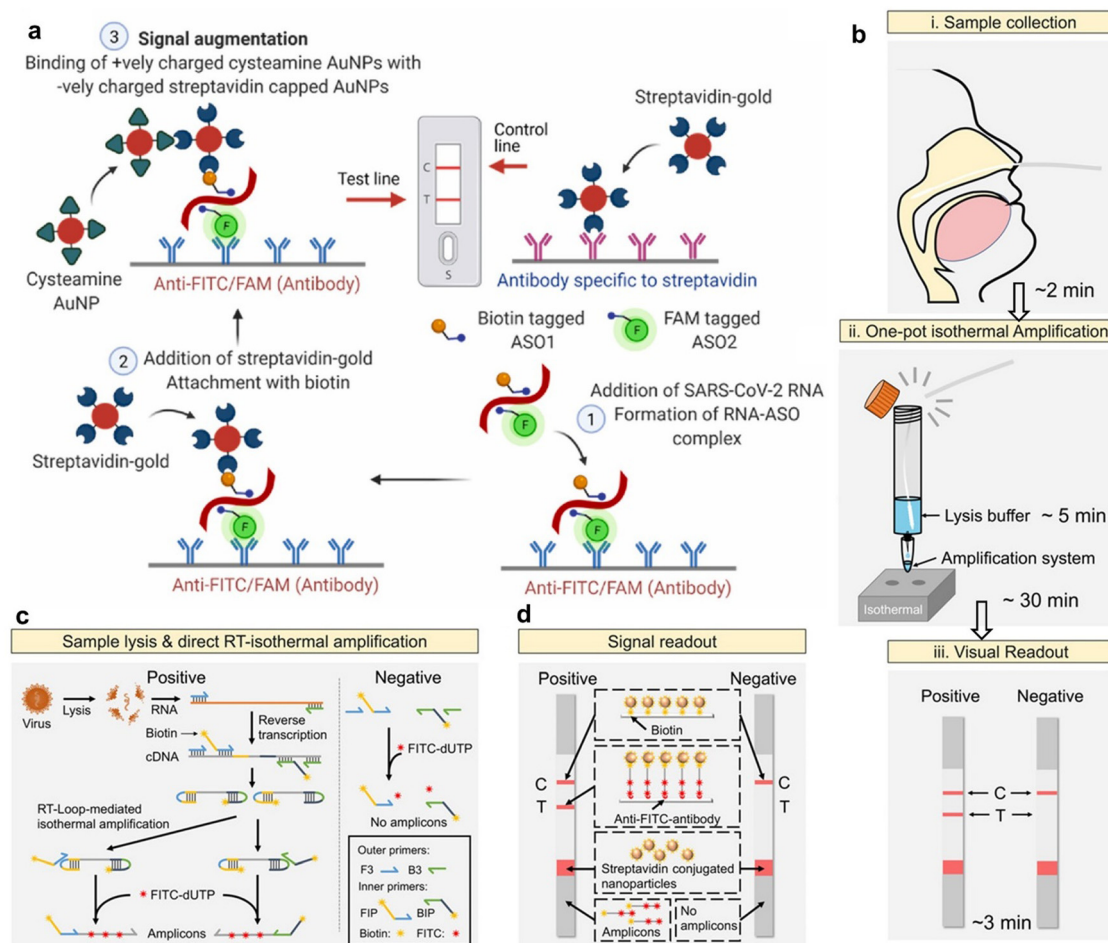 a
3 Signal augmentation
Binding of +vely charged cysteamine AuNPs with
-vely charged streptavidin capped AuNPs
Streptavidin-gold
Control
line
Test line
C
T
S
F
Cysteamine
AuNP
Anti-FITC/FAM (Antibody)
Antibody specific to streptavidin
Biotin tagged
ASO1
F
FAM tagged
ASO2
2 Addition of streptavidin-gold
Attachment with biotin
Streptavidin-gold
F
Anti-FITC/FAM (Antibody)
F
1
Addition of SARS-CoV-2 RNA
Formation of RNA-ASO
complex
F
Anti-FITC/FAM (Antibody)
b
i. Sample collection
~2 min
ii. One-pot isothermal Amplification
Lysis buffer
~ 5 min
Amplification system
Isothermal
~ 30 min
iii. Visual Readout
Positive
Negative
C
T
~3 min
c
Sample lysis & direct RT-isothermal amplification
Positive
Negative
Virus
Lysis
RNA
Reverse
transcription
Biotin
cDNA
FITC-dUTP
RT-Loop-mediated
isothermal amplification
No amplicons
FITC-dUTP
Amplicons
Outer primers:
F3
B3
Inner primers:
FIP
BIP
Biotin:
FITC:
d
Signal readout
Positive
Negative
Biotin
C
T
C
T
Anti-FITC-antibody
Streptavidin conjugated
nanoparticles
Amplicons
No
amplicons